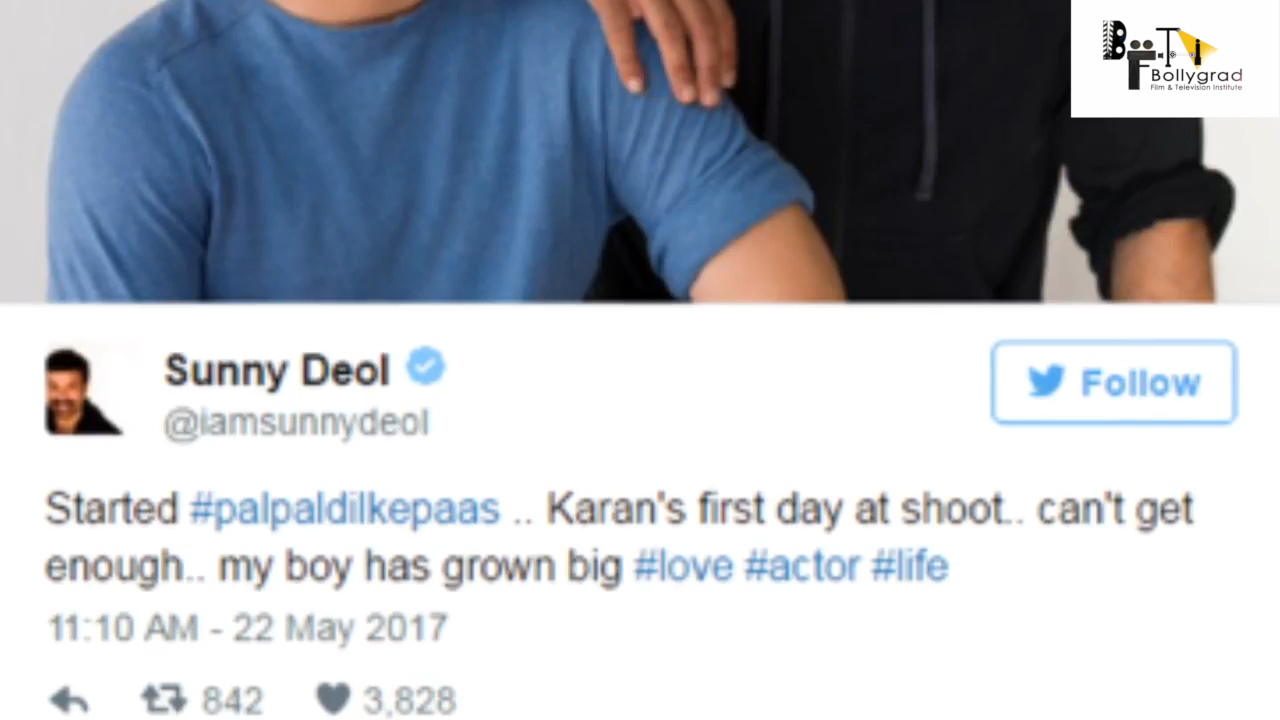 BFTi
Bollygrad
Film & Television Institute
Sunny Deol
@iamsunnydeol
Follow
Started #palpaldilkepaas .. Karan's first day at shoot.. can't get
enough.. my boy has grown big #love #actor #life
11:10 AM - 22 May 2017
842 3,828